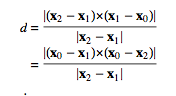 d = |(x₂ − x₁)×(x₁ − x₀)| / |x₂ − x₁|
= |(x₀ − x₁)×(x₀ − x₂)| / |x₂ − x₁|